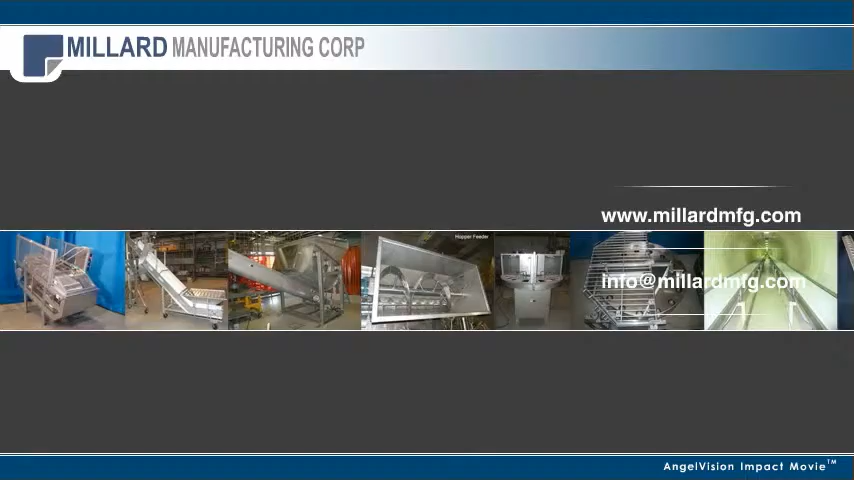 MILLARD MANUFACTURING CORP
www.millardmfg.com
Hopper Feeder
info@millardmfg.com
AngelVision Impact Movie™